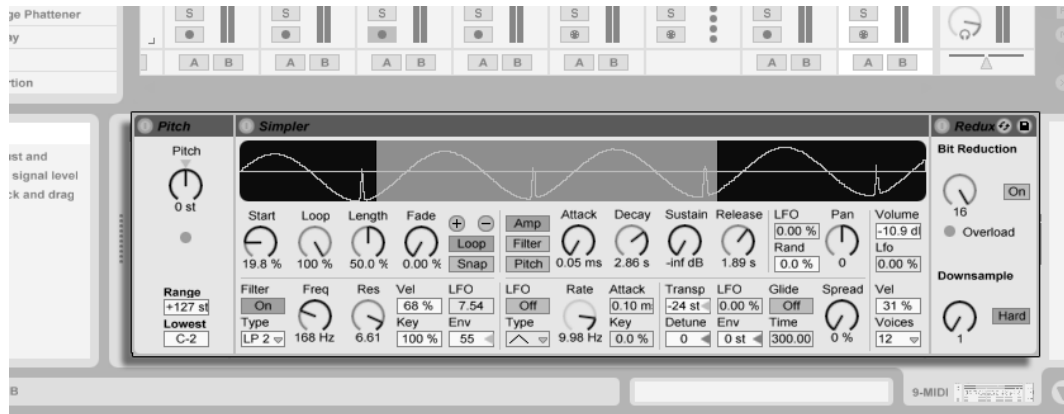 ge Phattener
ay
rtion
S S S S S S S S
A B A B A B A B A B A B A B
ust and
signal level
ck and drag
Pitch Simpler Redux
Pitch
0 st
Range
+127 st
Lowest
C-2
Start Loop Length Fade
19.8 % 100 % 50.0 % 0.00 %
Loop
Snap
Amp
Filter
Pitch
Attack Decay Sustain Release
0.05 ms 2.86 s -inf dB 1.89 s
LFO
0.00 %
Rand
0.0 %
Pan
0
Volume
-10.9 dB
Lfo
0.00 %
Filter Freq Res Vel LFO
On 68 % 7.54
Type Key Env
LP 2 168 Hz 6.61 100 % 55
LFO Rate Attack
Off 0.10 m
Type Key
9.98 Hz 0.0 %
Transp LFO Glide Spread
-24 st 0.00 % Off
Detune Env Time
0 0 st 300.00 0 %
Vel
31 %
Voices
12
Bit Reduction
16 On
Overload
Downsample
1 Hard
B
9-MIDI